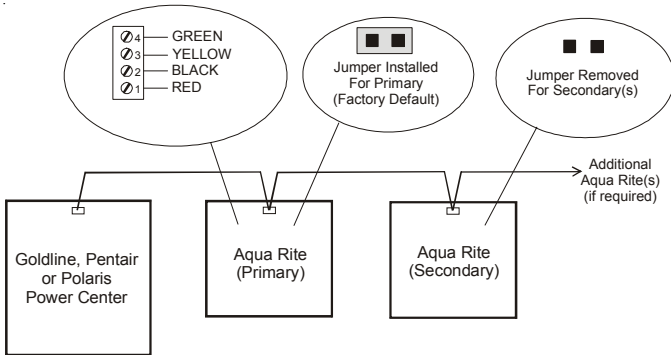 4 GREEN
3 YELLOW
2 BLACK
1 RED
Jumper Installed
For Primary
(Factory Default)
Jumper Removed
For Secondary(s)
Additional
Aqua Rite(s)
(if required)
Goldline, Pentair
or Polaris
Power Center
Aqua Rite
(Primary)
Aqua Rite
(Secondary)